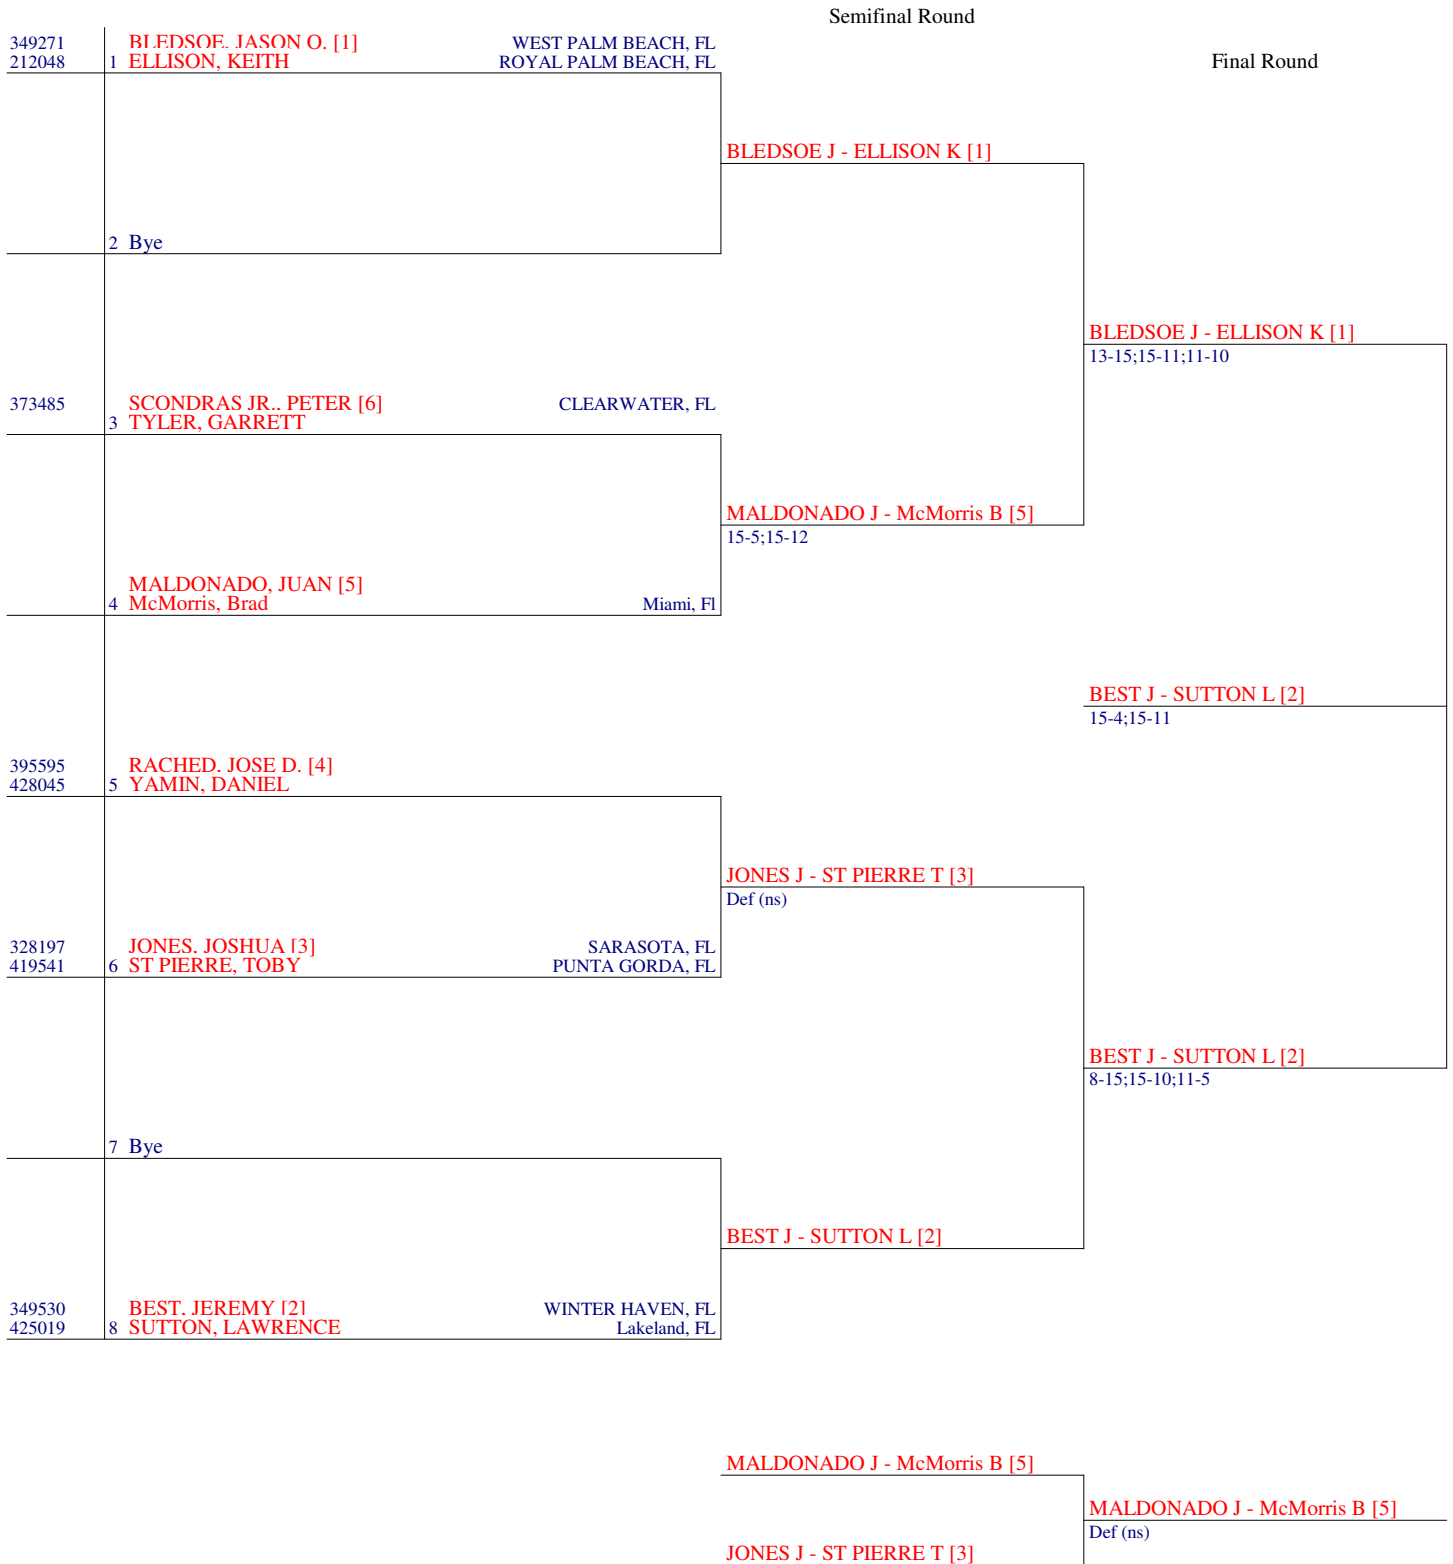 Semifinal Round
Final Round
349271 BLEDSOE, JASON O. [1] WEST PALM BEACH, FL
212048 1 ELLISON, KEITH ROYAL PALM BEACH, FL
BLEDSOE J - ELLISON K [1]
2 Bye
BLEDSOE J - ELLISON K [1]
13-15;15-11;11-10
373485 SCONDRAS JR., PETER [6] CLEARWATER, FL
3 TYLER, GARRETT
MALDONADO J - McMorris B [5]
15-5;15-12
MALDONADO, JUAN [5]
4 McMorris, Brad Miami, Fl
BEST J - SUTTON L [2]
15-4;15-11
395595 RACHED, JOSE D. [4]
428045 5 YAMIN, DANIEL
JONES J - ST PIERRE T [3]
Def (ns)
328197 JONES, JOSHUA [3] SARASOTA, FL
419541 6 ST PIERRE, TOBY PUNTA GORDA, FL
BEST J - SUTTON L [2]
8-15;15-10;11-5
7 Bye
BEST J - SUTTON L [2]
349530 BEST, JEREMY [2] WINTER HAVEN, FL
425019 8 SUTTON, LAWRENCE Lakeland, FL
MALDONADO J - McMorris B [5]
MALDONADO J - McMorris B [5]
Def (ns)
JONES J - ST PIERRE T [3]